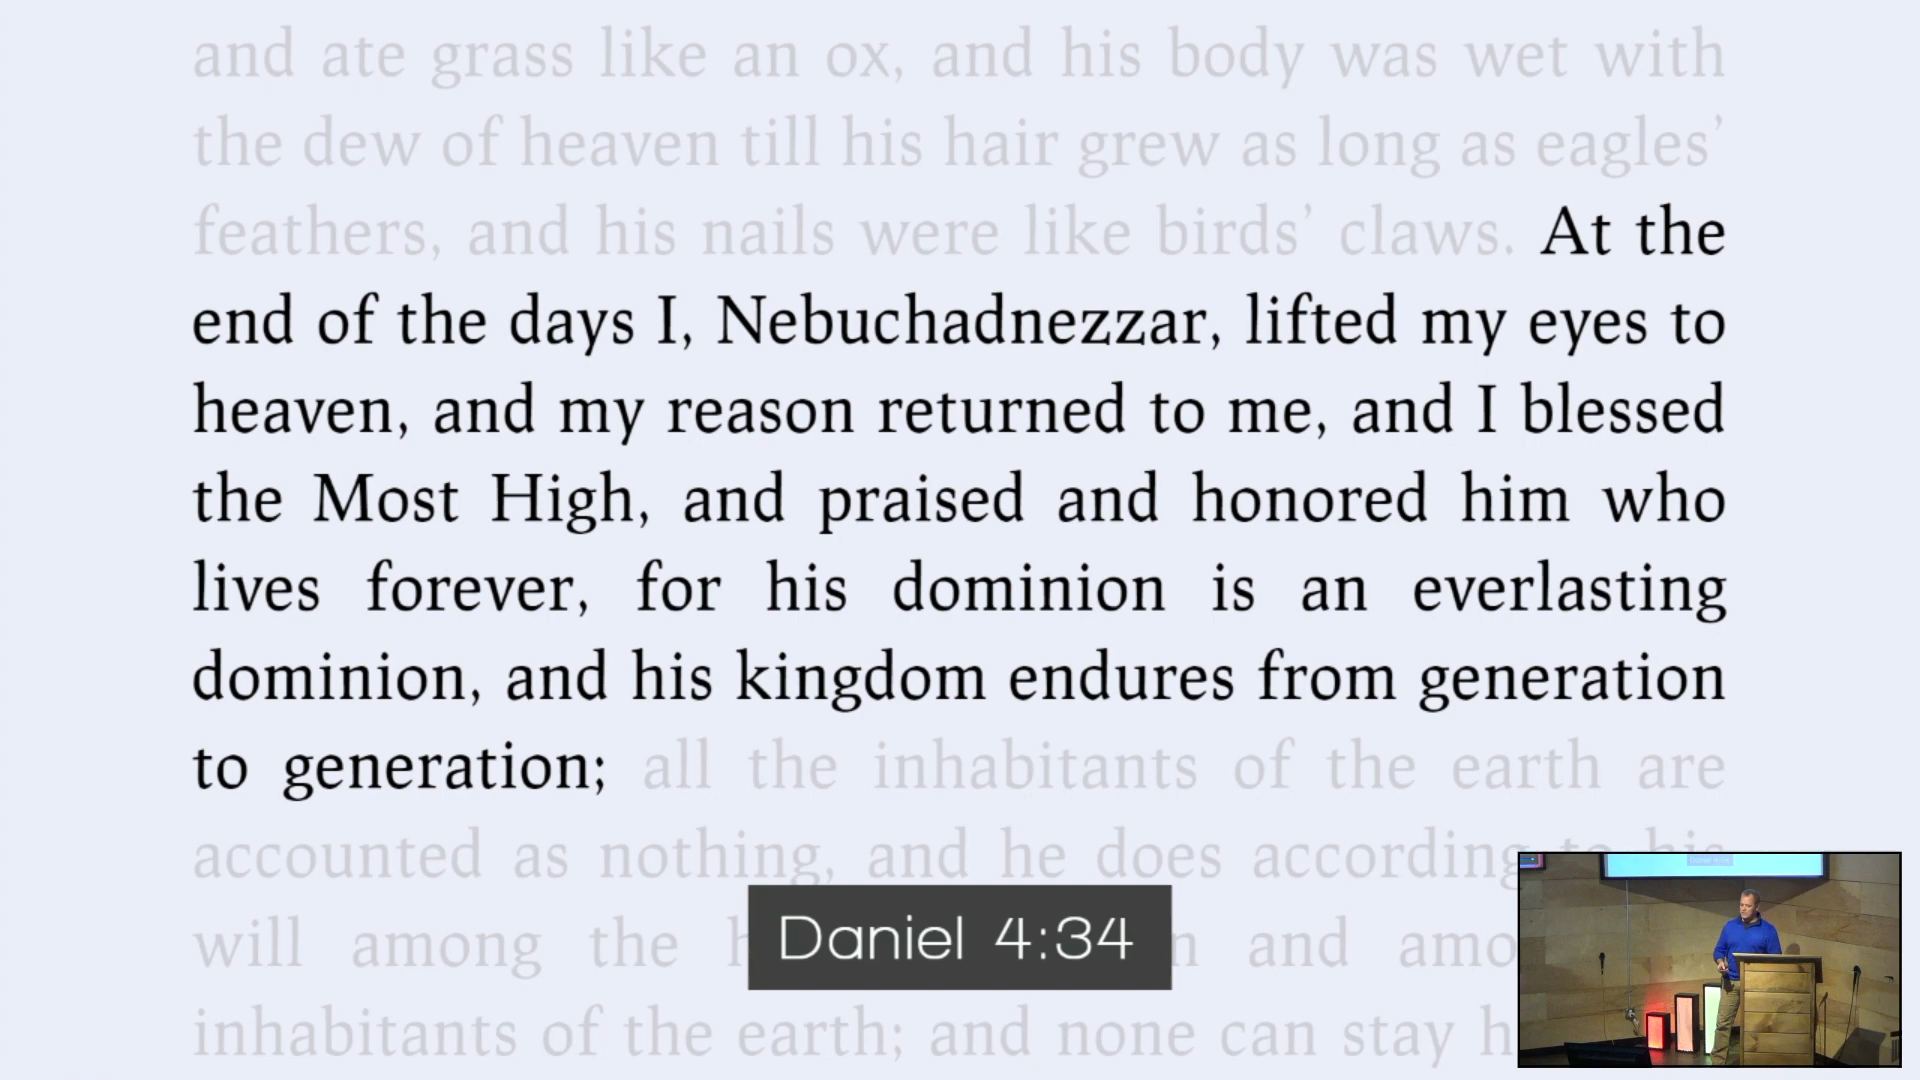 and ate grass like an ox, and his body was wet with
the dew of heaven till his hair grew as long as eagles’
feathers, and his nails were like birds’ claws. At the
end of the days I, Nebuchadnezzar, lifted my eyes to
heaven, and my reason returned to me, and I blessed
the Most High, and praised and honored him who
lives forever, for his dominion is an everlasting
dominion, and his kingdom endures from generation
to generation; all the inhabitants of the earth are
accounted as nothing, and he does according to his
will among the and
inhabitants of the earth; and none can stay
Daniel 4:34